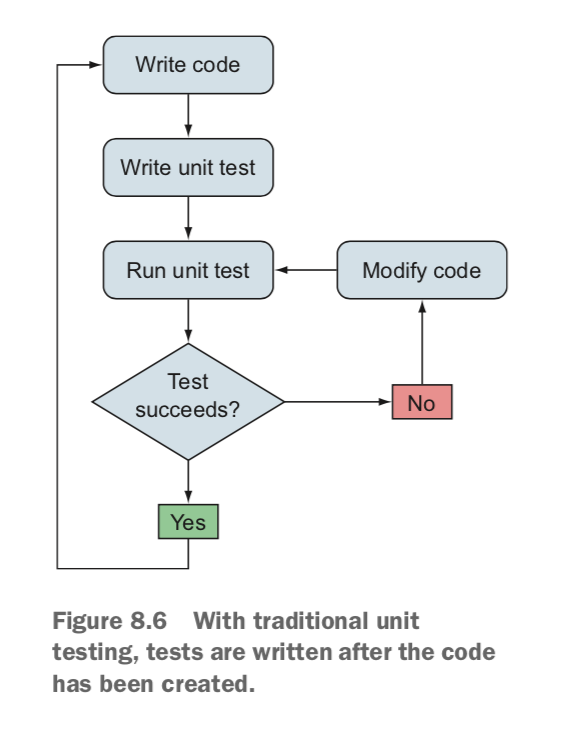 Write code
Write unit test
Run unit test
Modify code
Test
succeeds?
No
Yes
Figure 8.6 With traditional unit
testing, tests are written after the code
has been created.